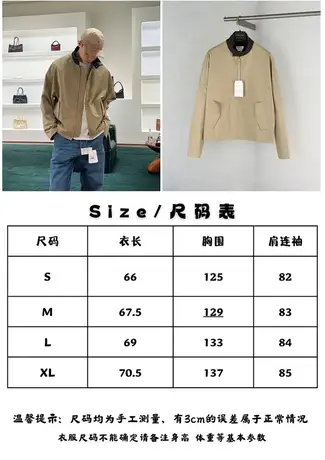 Size/尺码表
尺码 衣长 胸围 肩连袖
S 66 125 82
M 67.5 129 83
L 69 133 84
XL 70.5 137 85
温馨提示：尺码均为手工测量、有3cm的误差属于正常情况
衣服尺码不能确定请备注身高 体重等基本参数